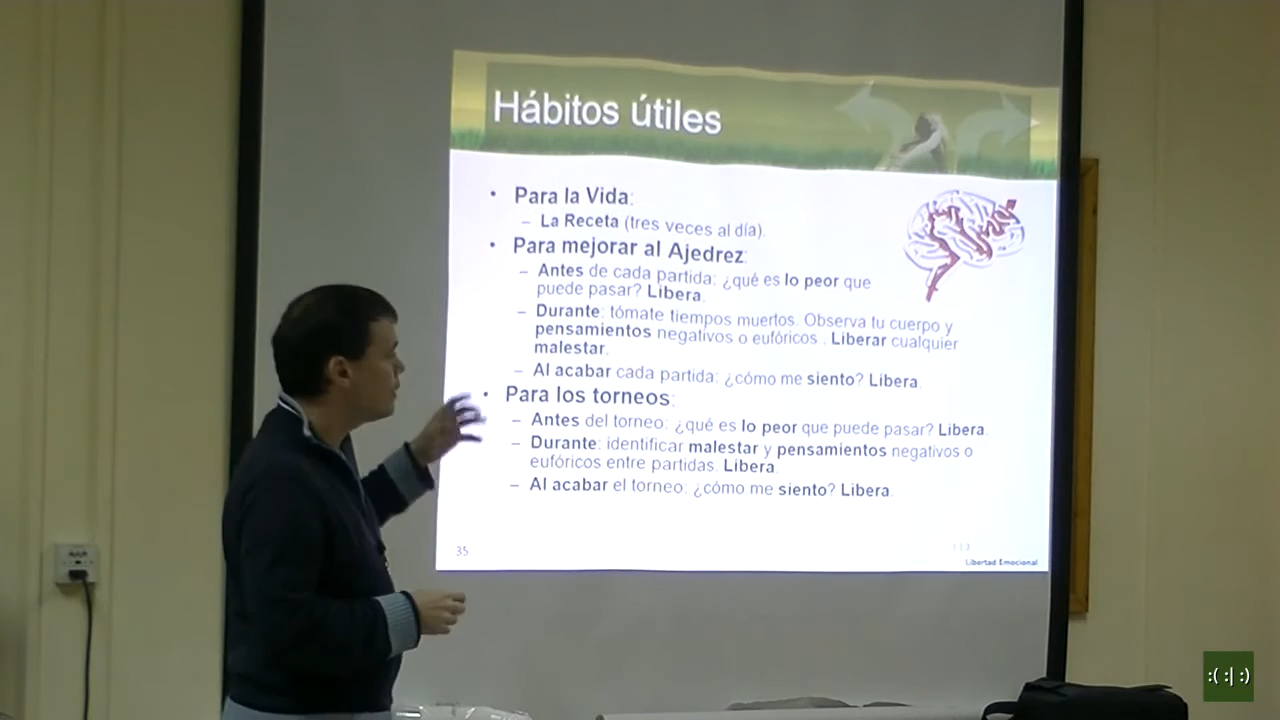 Hábitos útiles
• Para la Vida:
– La Receta (tres veces al día).
• Para mejorar al Ajedrez:
– Antes de cada partida: ¿qué es lo peor que
puede pasar? Libera.
– Durante: tómate tiempos muertos. Observa tu cuerpo y
pensamientos negativos o eufóricos . Liberar cualquier
malestar.
– Al acabar cada partida: ¿cómo me siento? Libera.
• Para los torneos:
– Antes del torneo: ¿qué es lo peor que puede pasar? Libera.
– Durante: identificar malestar y pensamientos negativos o
eufóricos entre partidas. Libera.
– Al acabar el torneo: ¿cómo me siento? Libera.
35
Libertad Emocional
:( :| :)